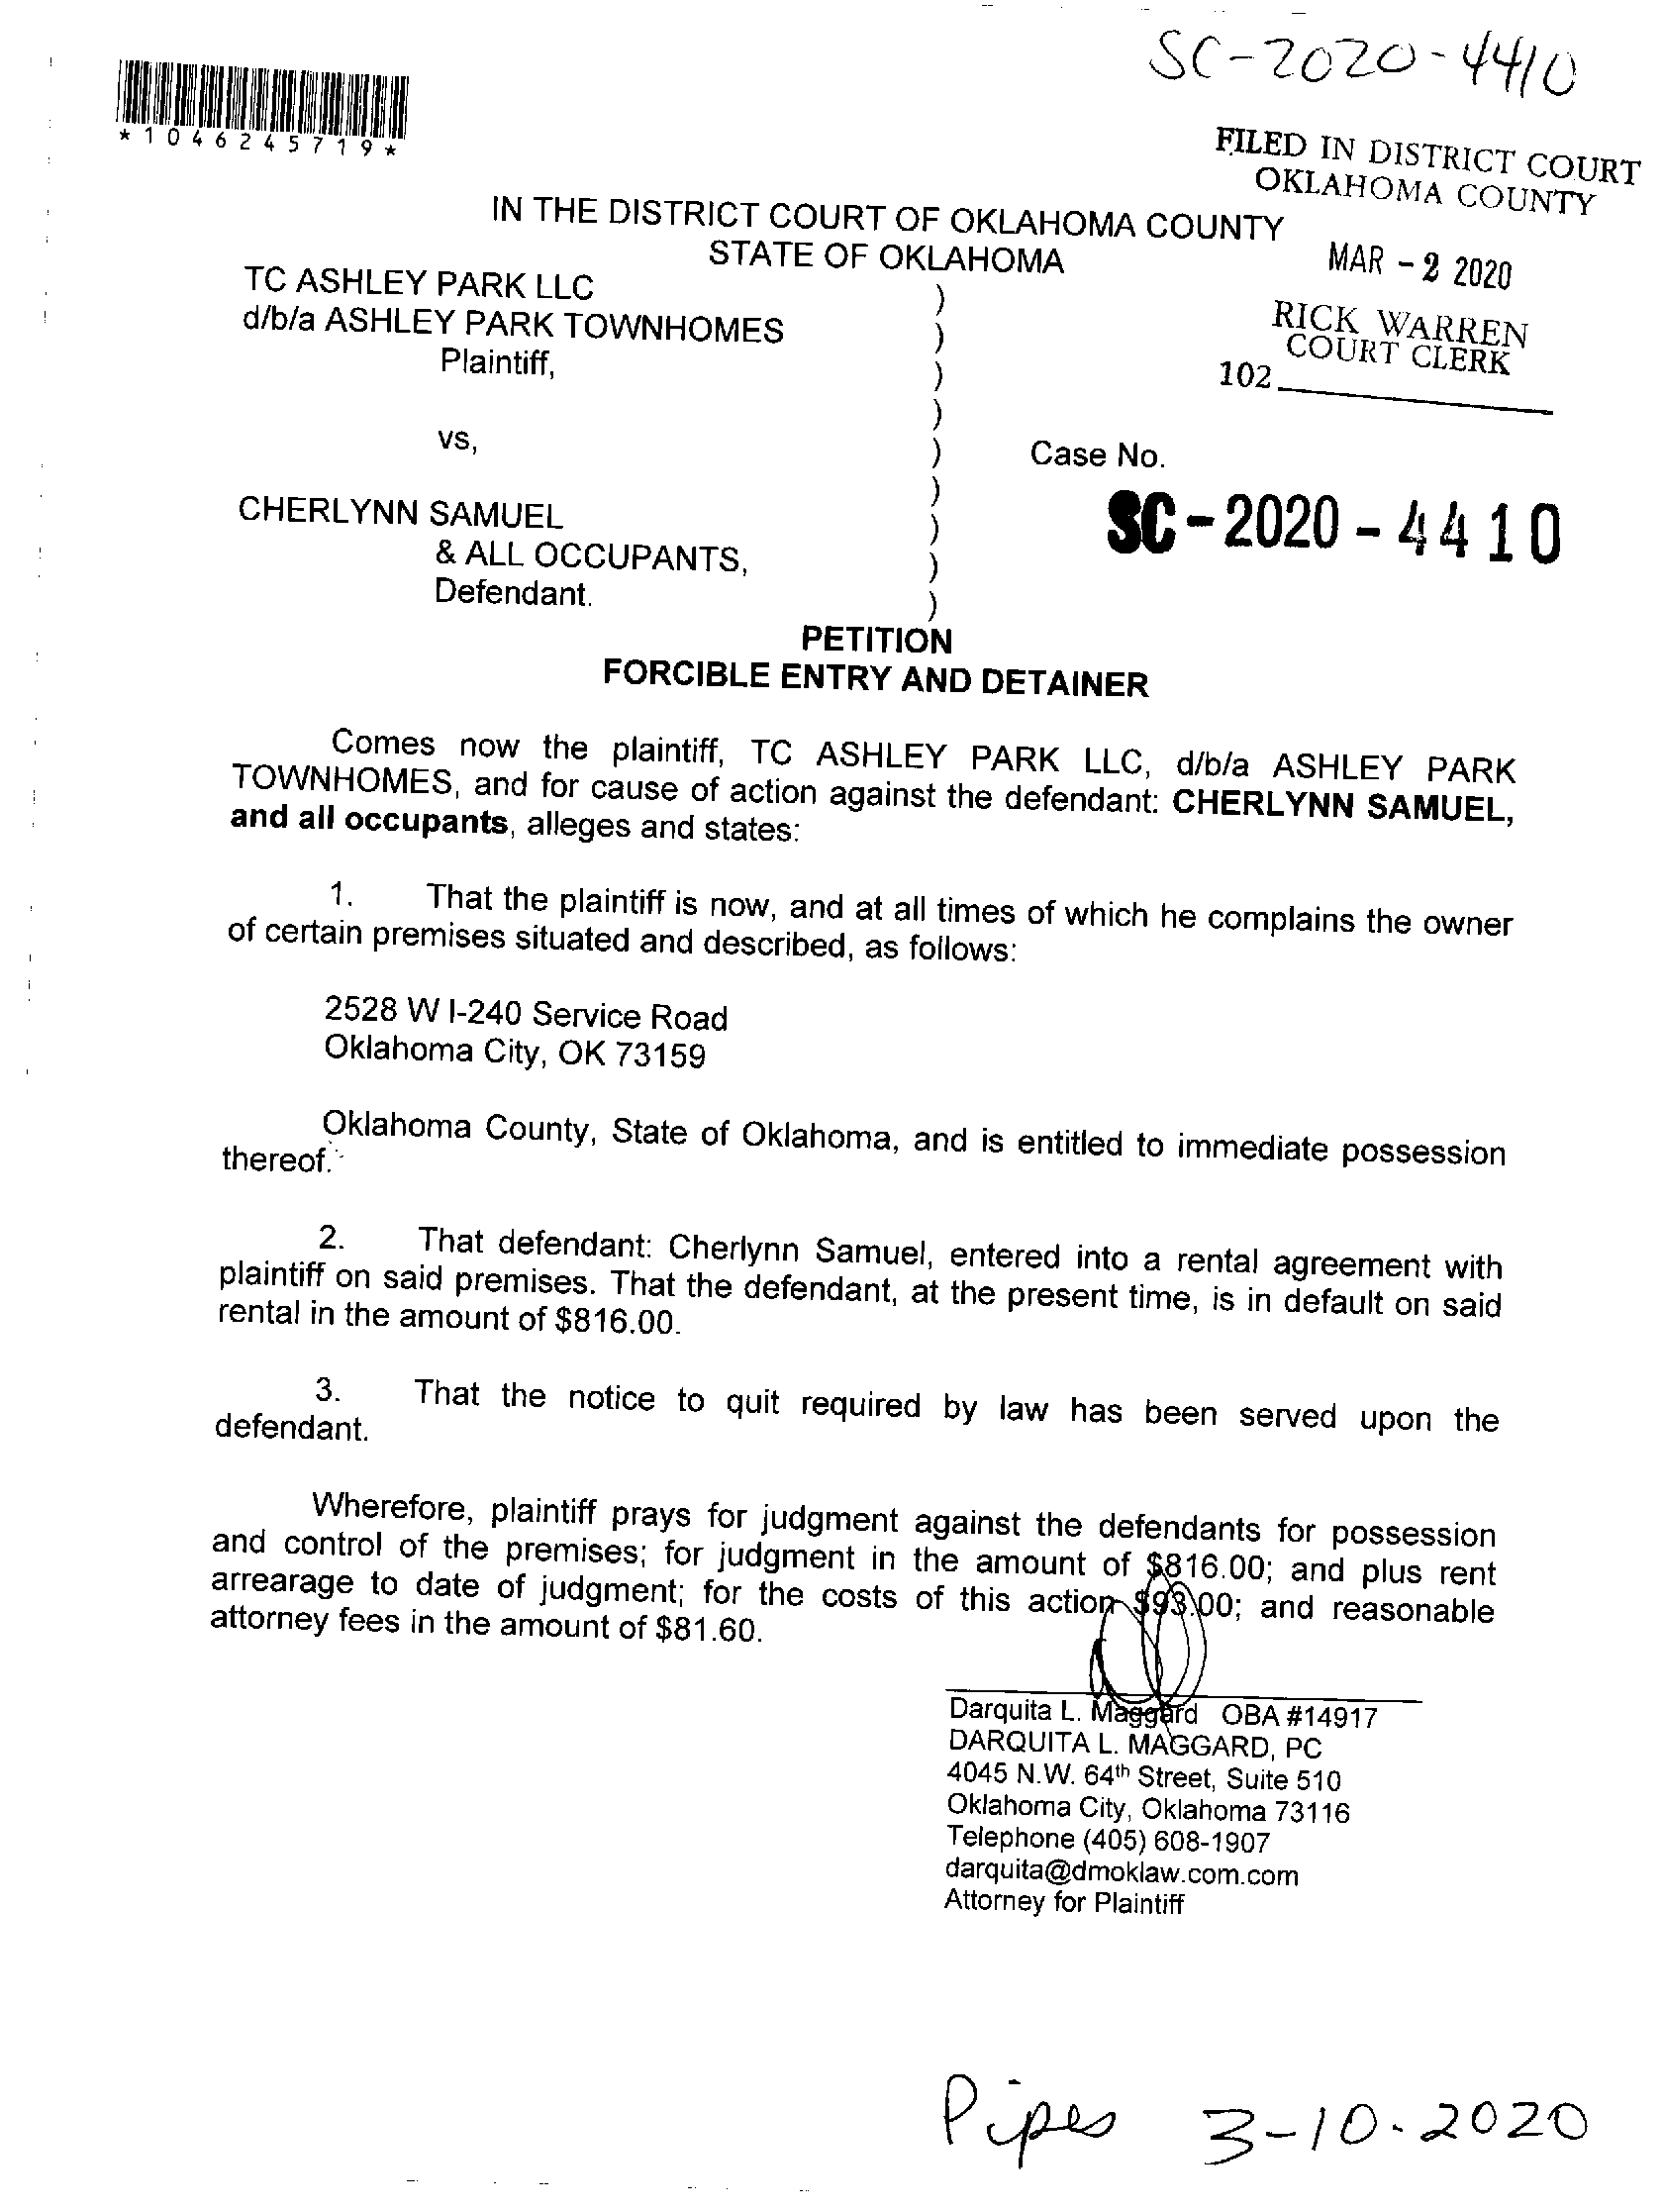 SC-2020-4410
*1046245719*
FILED IN DISTRICT COURT
OKLAHOMA COUNTY
IN THE DISTRICT COURT OF OKLAHOMA COUNTY
STATE OF OKLAHOMA
MAR - 2 2020
TC ASHLEY PARK LLC )
d/b/a ASHLEY PARK TOWNHOMES )
Plaintiff, )
RICK WARREN
COURT CLERK
102
)
vs, )
Case No.
)
CHERLYNN SAMUEL )
SC-2020-4410
& ALL OCCUPANTS, )
Defendant. )
PETITION
FORCIBLE ENTRY AND DETAINER
Comes now the plaintiff, TC ASHLEY PARK LLC, d/b/a ASHLEY PARK
TOWNHOMES, and for cause of action against the defendant: CHERLYNN SAMUEL,
and all occupants, alleges and states:
1. That the plaintiff is now, and at all times of which he complains the owner
of certain premises situated and described, as follows:
2528 W I-240 Service Road
Oklahoma City, OK 73159
Oklahoma County, State of Oklahoma, and is entitled to immediate possession
thereof.
2. That defendant: Cherlynn Samuel, entered into a rental agreement with
plaintiff on said premises. That the defendant, at the present time, is in default on said
rental in the amount of $816.00.
3. That the notice to quit required by law has been served upon the
defendant.
Wherefore, plaintiff prays for judgment against the defendants for possession
and control of the premises; for judgment in the amount of $816.00; and plus rent
arrearage to date of judgment; for the costs of this action $93.00; and reasonable
attorney fees in the amount of $81.60.
Darquita L. Maggard OBA #14917
DARQUITA L. MAGGARD, PC
4045 N.W. 64th Street, Suite 510
Oklahoma City, Oklahoma 73116
Telephone (405) 608-1907
darquita@dmoklaw.com.com
Attorney for Plaintiff
Pipes 3-10-2020